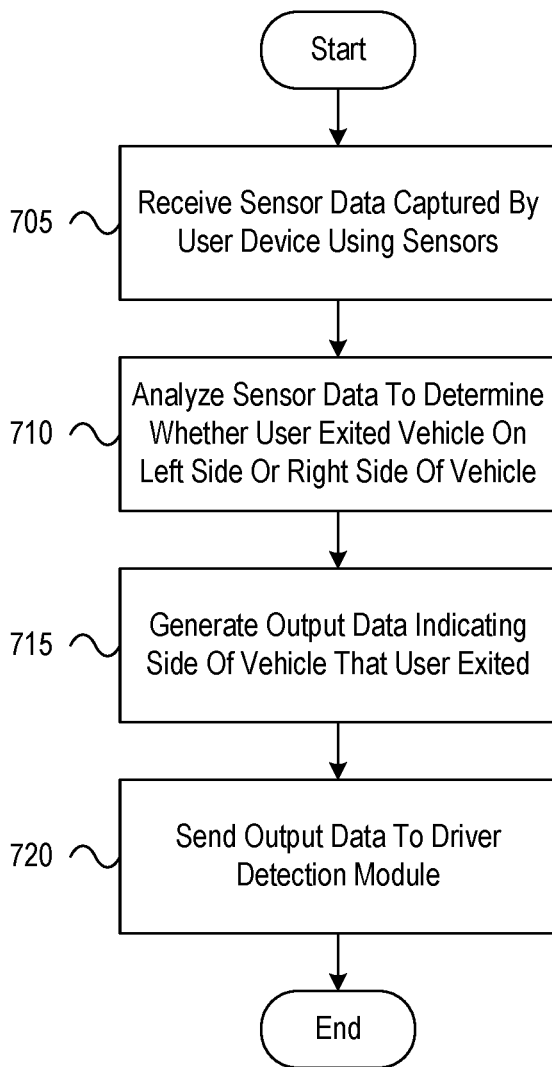 Start
705
Receive Sensor Data Captured By
User Device Using Sensors
710
Analyze Sensor Data To Determine
Whether User Exited Vehicle On
Left Side Or Right Side Of Vehicle
715
Generate Output Data Indicating
Side Of Vehicle That User Exited
720
Send Output Data To Driver
Detection Module
End